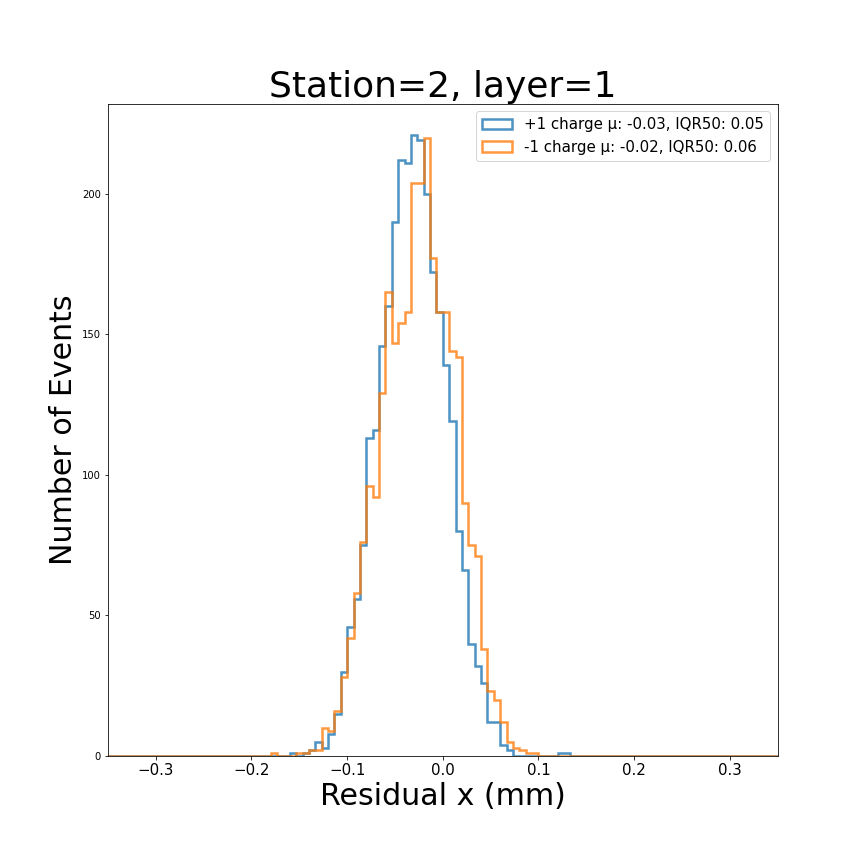 Station=2, layer=1
+1 charge μ: -0.03, IQR50: 0.05
-1 charge μ: -0.02, IQR50: 0.06
Number of Events
200
150
100
50
0
−0.3 −0.2 −0.1 0.0 0.1 0.2 0.3
Residual x (mm)